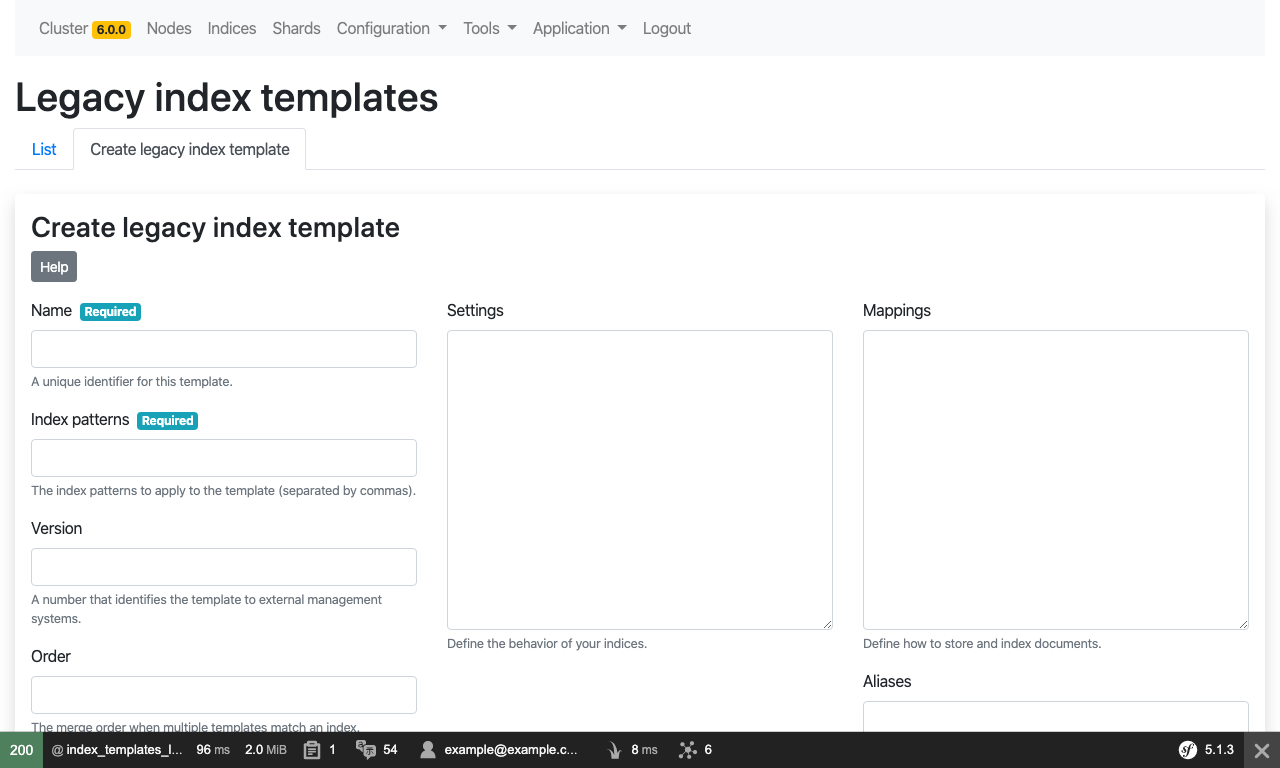 Cluster 6.0.0 Nodes Indices Shards Configuration Tools Application Logout
Legacy index templates
List Create legacy index template
Create legacy index template
Help
Name Required
A unique identifier for this template.
Index patterns Required
The index patterns to apply to the template (separated by commas).
Version
A number that identifies the template to external management
systems.
Order
The merge order when multiple templates match an index.
Settings
Define the behavior of your indices.
Mappings
Define how to store and index documents.
Aliases
200 @ index_templates_l... 96 ms 2.0 MiB 1 54 example@example.c... 8 ms 6 sf 5.1.3